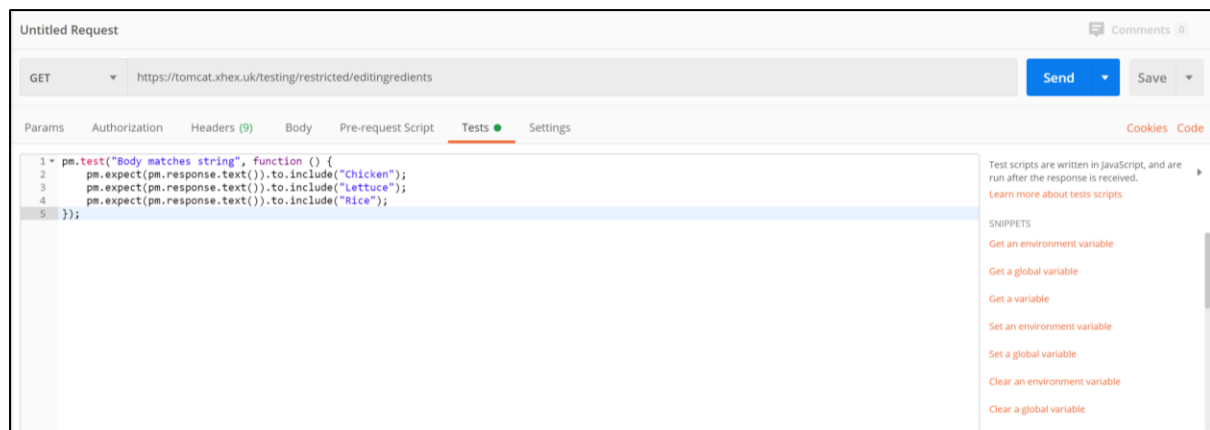 Untitled Request
Comments 0
GET
https://tomcat.xhex.uk/testing/restricted/editingredients
Send
Save
Params Authorization Headers (9) Body Pre-request Script Tests Settings Cookies Code
1 pm.test("Body matches string", function () {
2 pm.expect(pm.response.text()).to.include("Chicken");
3 pm.expect(pm.response.text()).to.include("Lettuce");
4 pm.expect(pm.response.text()).to.include("Rice");
5 });
Test scripts are written in JavaScript, and are
run after the response is received.
Learn more about tests scripts
SNIPPETS
Get an environment variable
Get a global variable
Get a variable
Set an environment variable
Set a global variable
Clear an environment variable
Clear a global variable